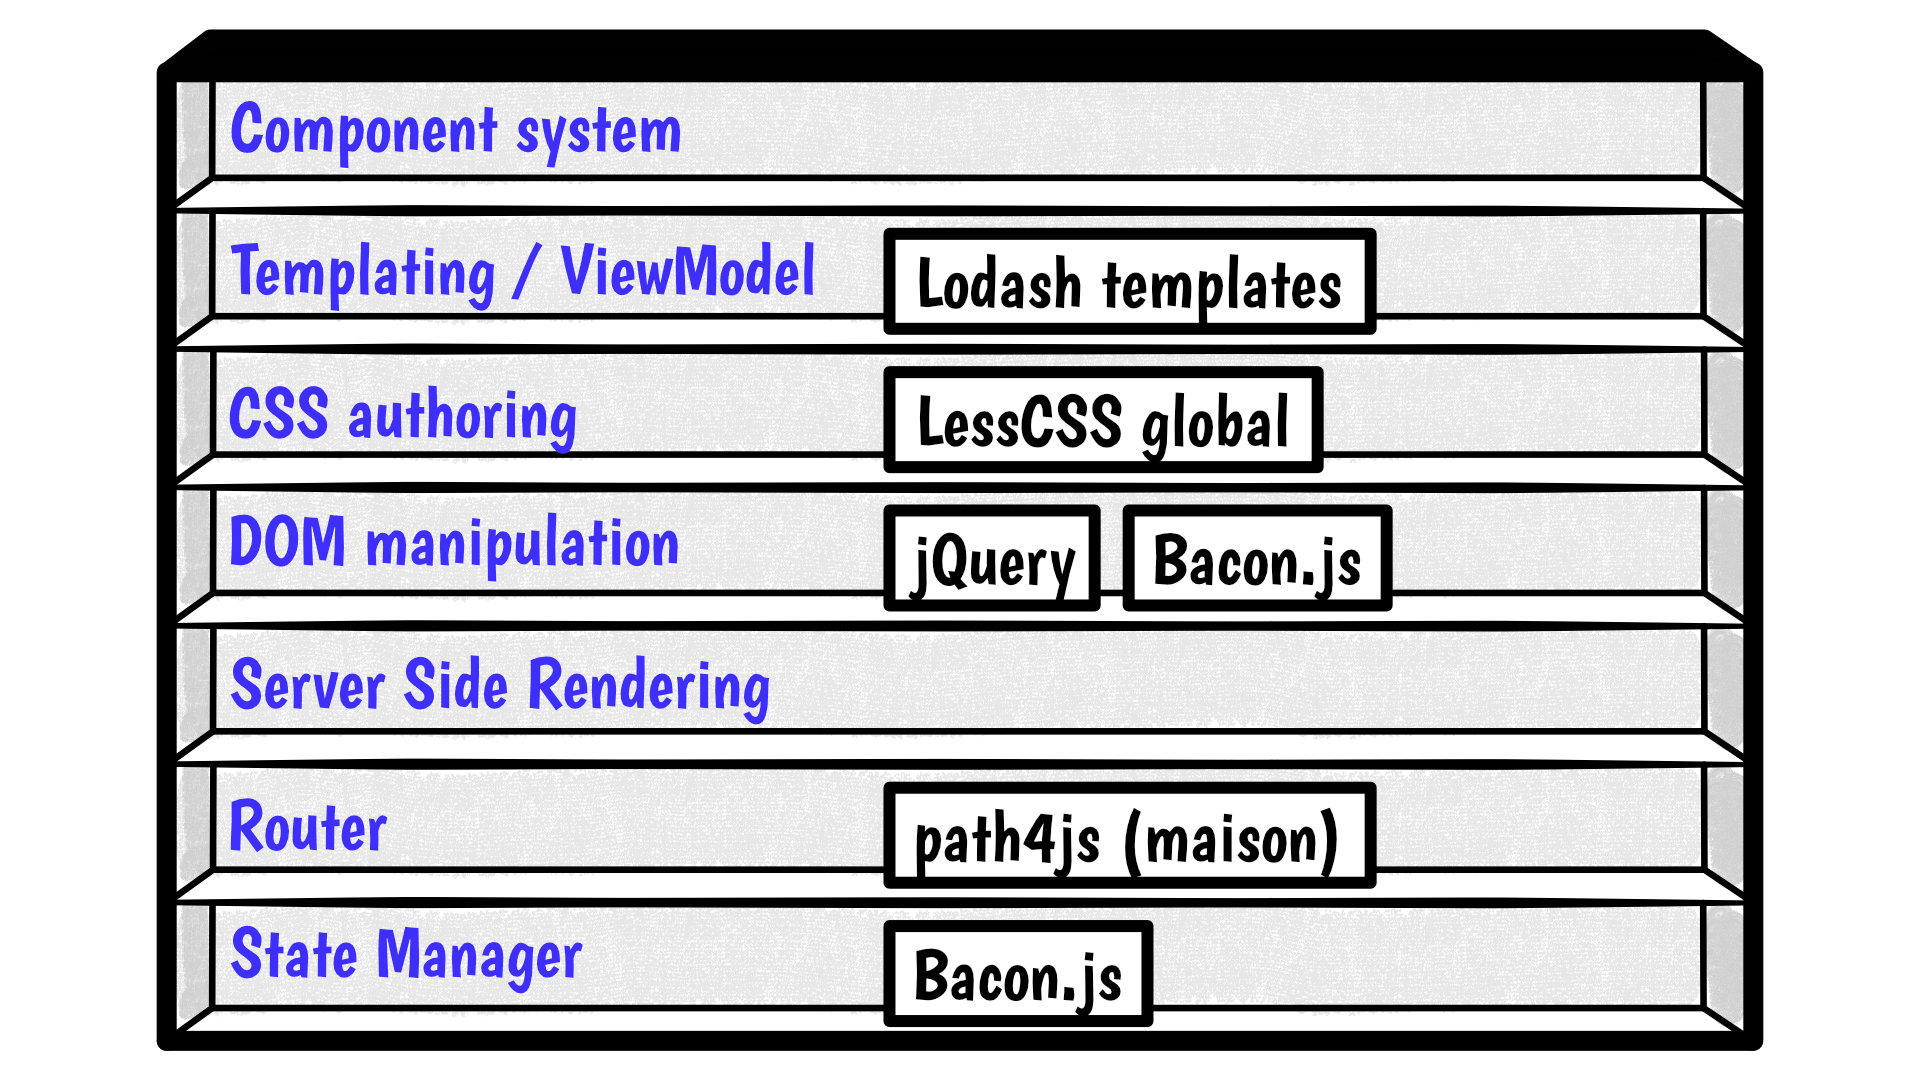 Component system
Templating / ViewModel
Lodash templates
CSS authoring
LessCSS global
DOM manipulation
jQuery
Bacon.js
Server Side Rendering
Router
path4js (maison)
State Manager
Bacon.js